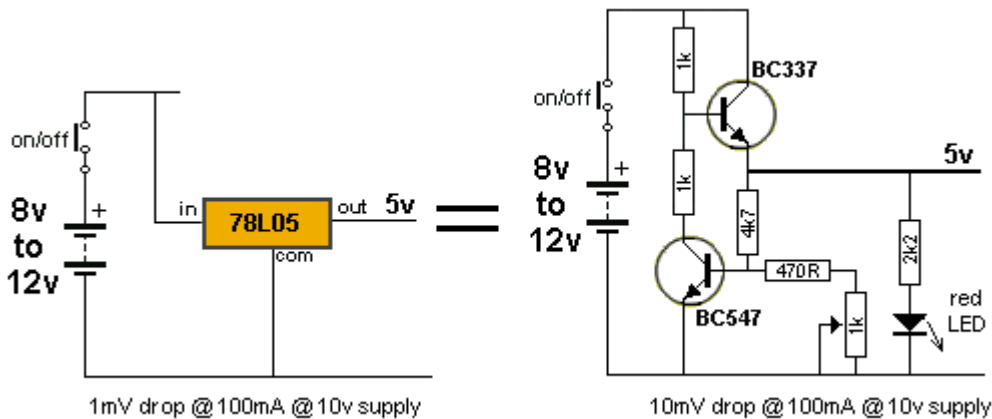 on/off
+
8v
to
12v
in
78L05
out
5v
com
1mV drop @ 100mA @ 10v supply
=
on/off
+
8v
to
12v
1k
BC337
1k
5v
4k7
BC547
470R
1k
2k2
red
LED
10mV drop @ 100mA @ 10v supply